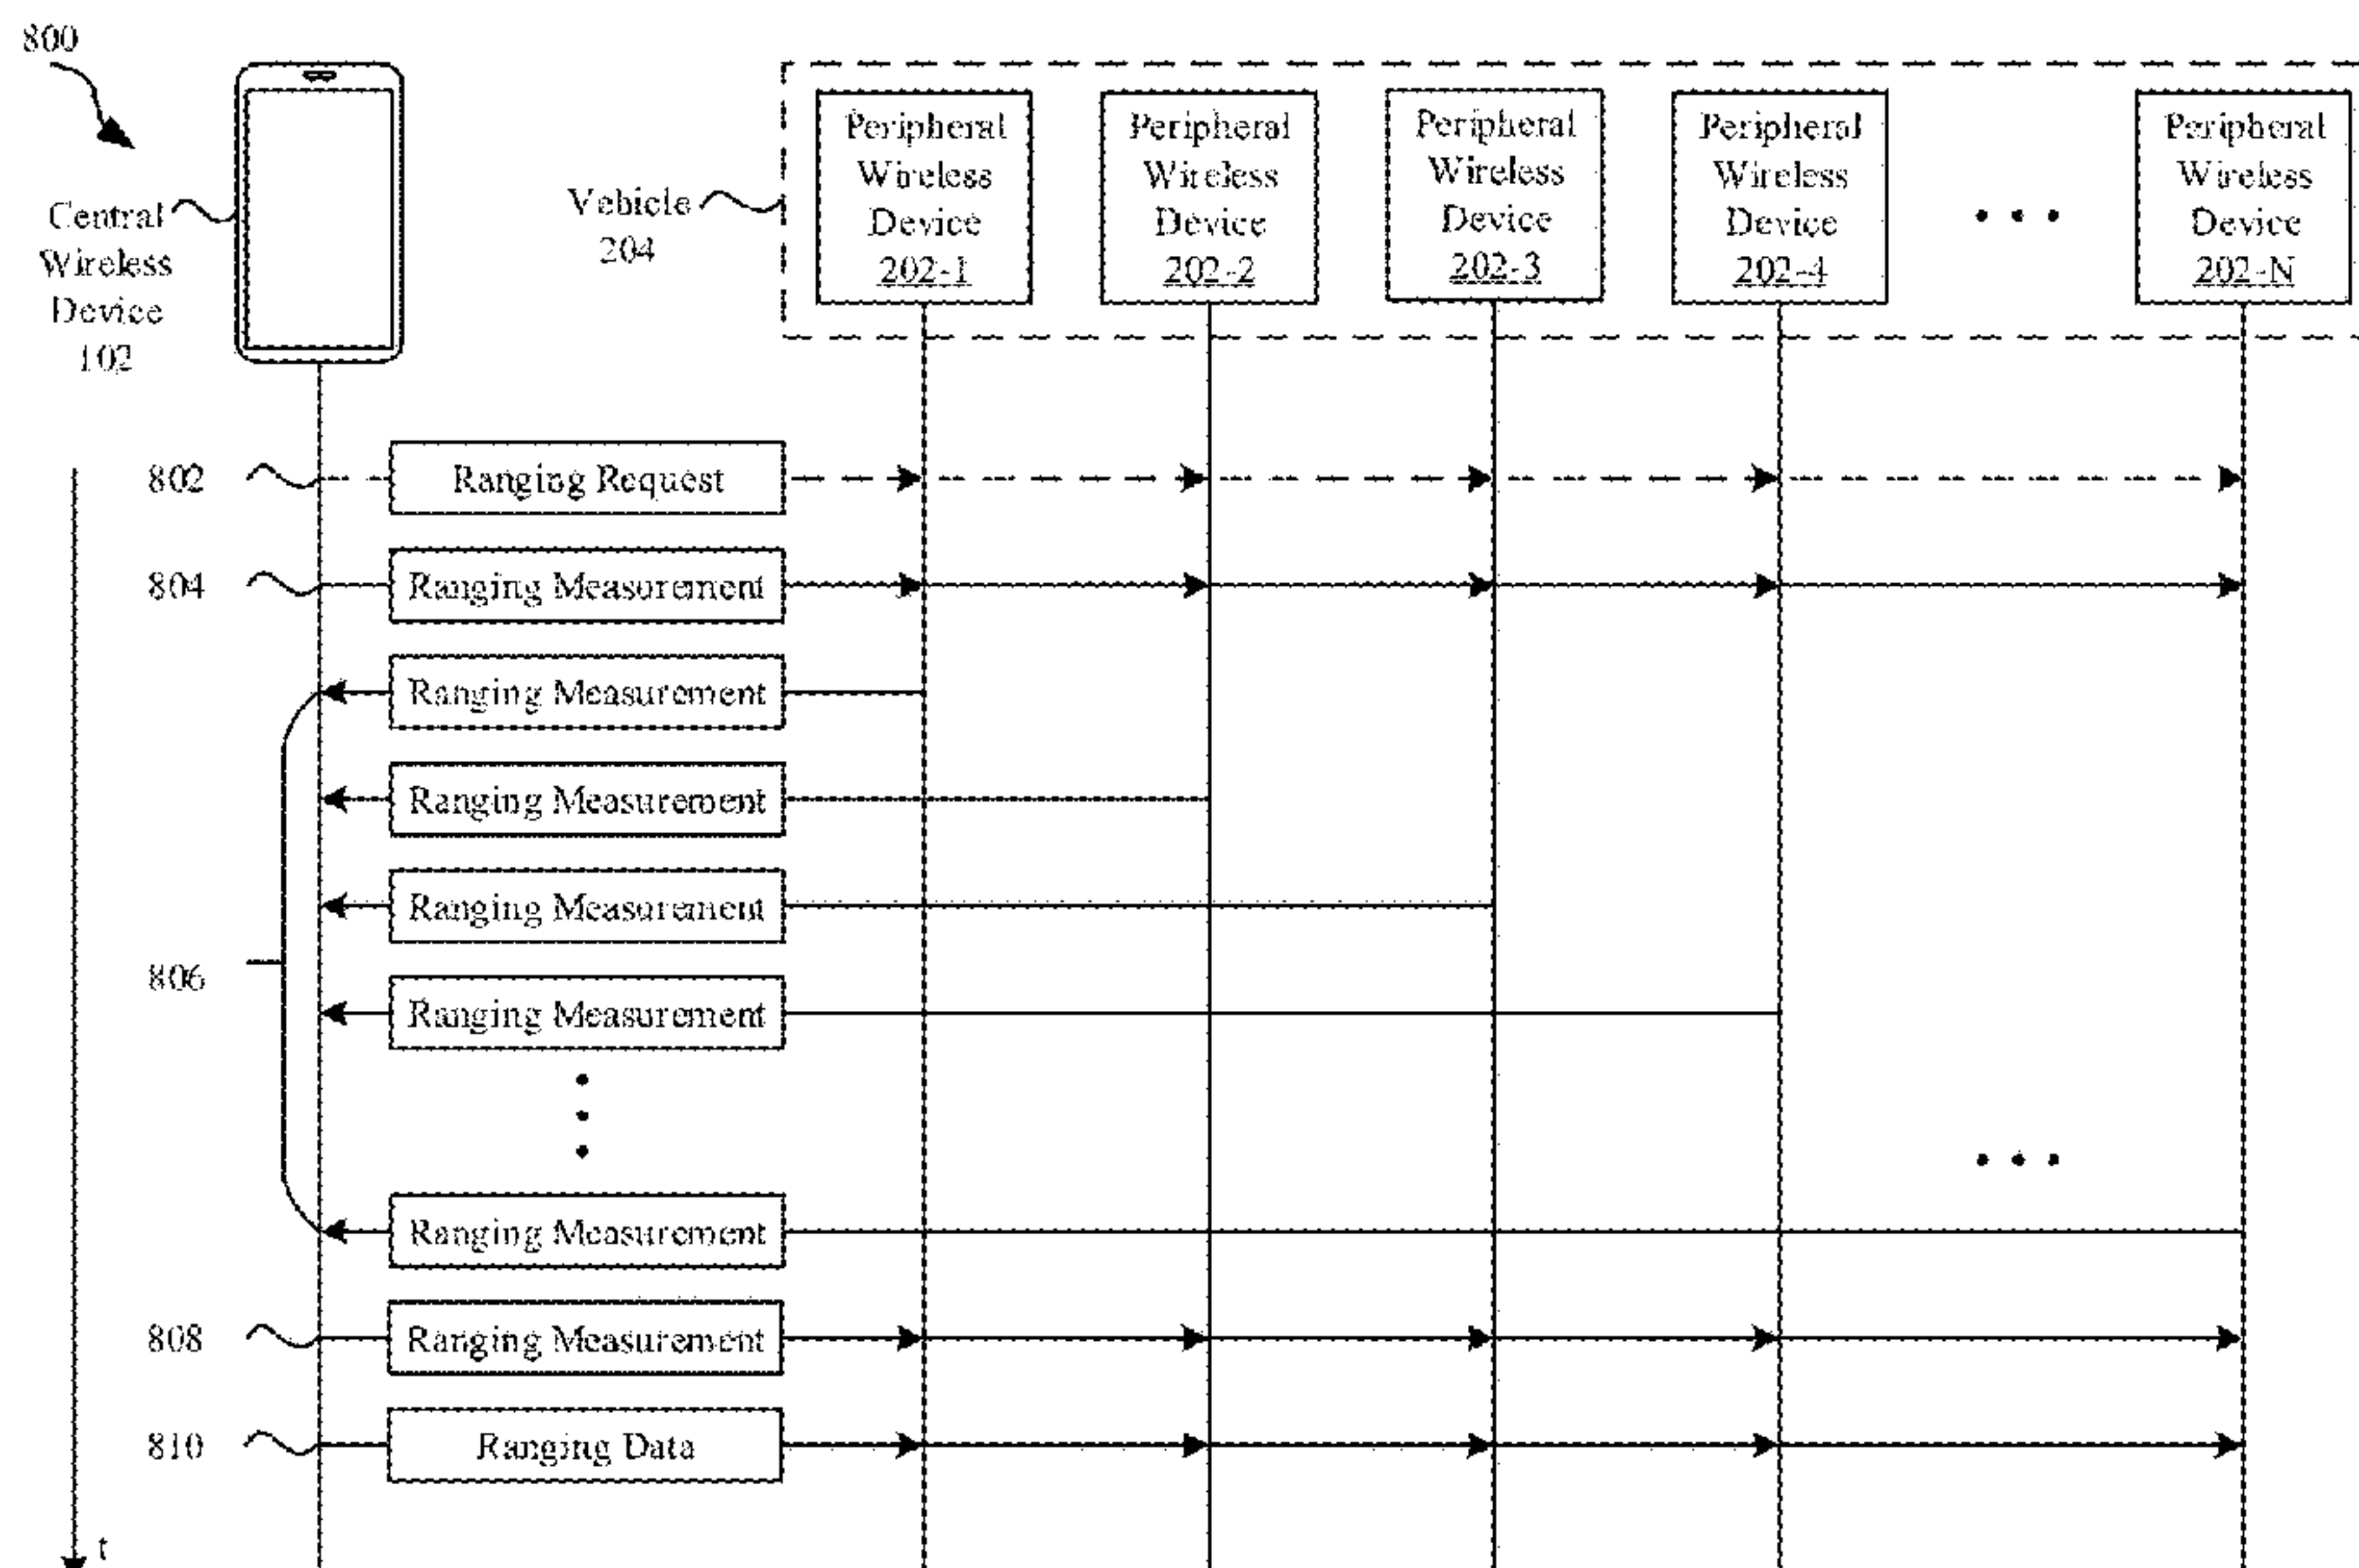 800
Central
Wireless
Device
102
Vehicle
204
Peripheral
Wireless
Device
202-1
Peripheral
Wireless
Device
202-2
Peripheral
Wireless
Device
202-3
Peripheral
Wireless
Device
202-4
Peripheral
Wireless
Device
202-N
802
Ranging Request
804
Ranging Measurement
Ranging Measurement
Ranging Measurement
Ranging Measurement
806
Ranging Measurement
Ranging Measurement
808
Ranging Measurement
810
Ranging Data
t